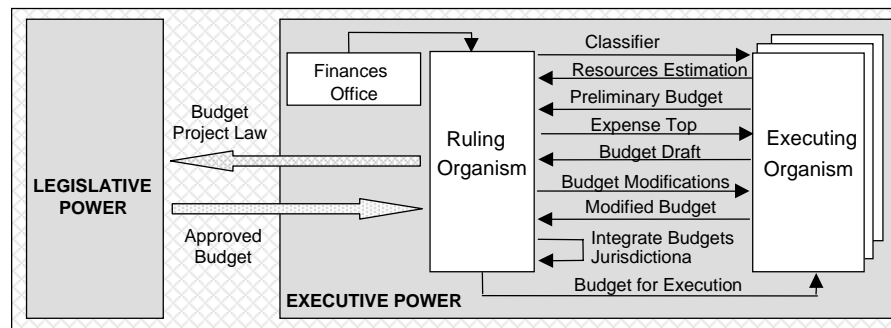 Finances
Office
Budget
Project Law
LEGISLATIVE
POWER
Approved
Budget
Ruling
Organism
Classifier
Resources Estimation
Preliminary Budget
Expense Top
Budget Draft
Budget Modifications
Modified Budget
Integrate Budgets
Jurisdictiona
Budget for Execution
Executing
Organism
EXECUTIVE POWER